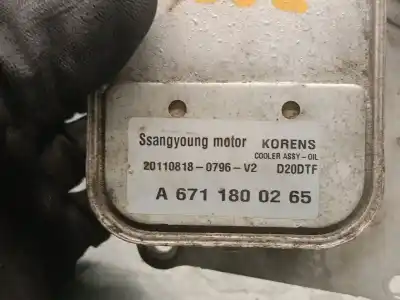 Ssangyoung motor KORENS
COOLER ASSY-OIL
20110818-0796-V2 D20DTF
A 671 180 02 65